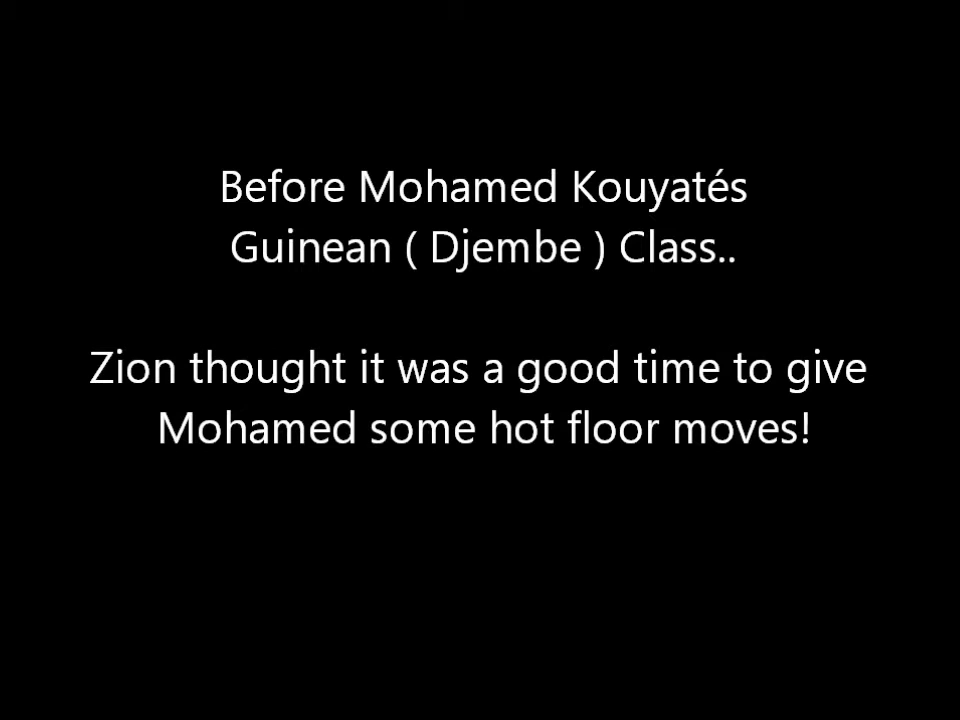 Before Mohamed Kouyatés
Guinean ( Djembe ) Class..
Zion thought it was a good time to give
Mohamed some hot floor moves!